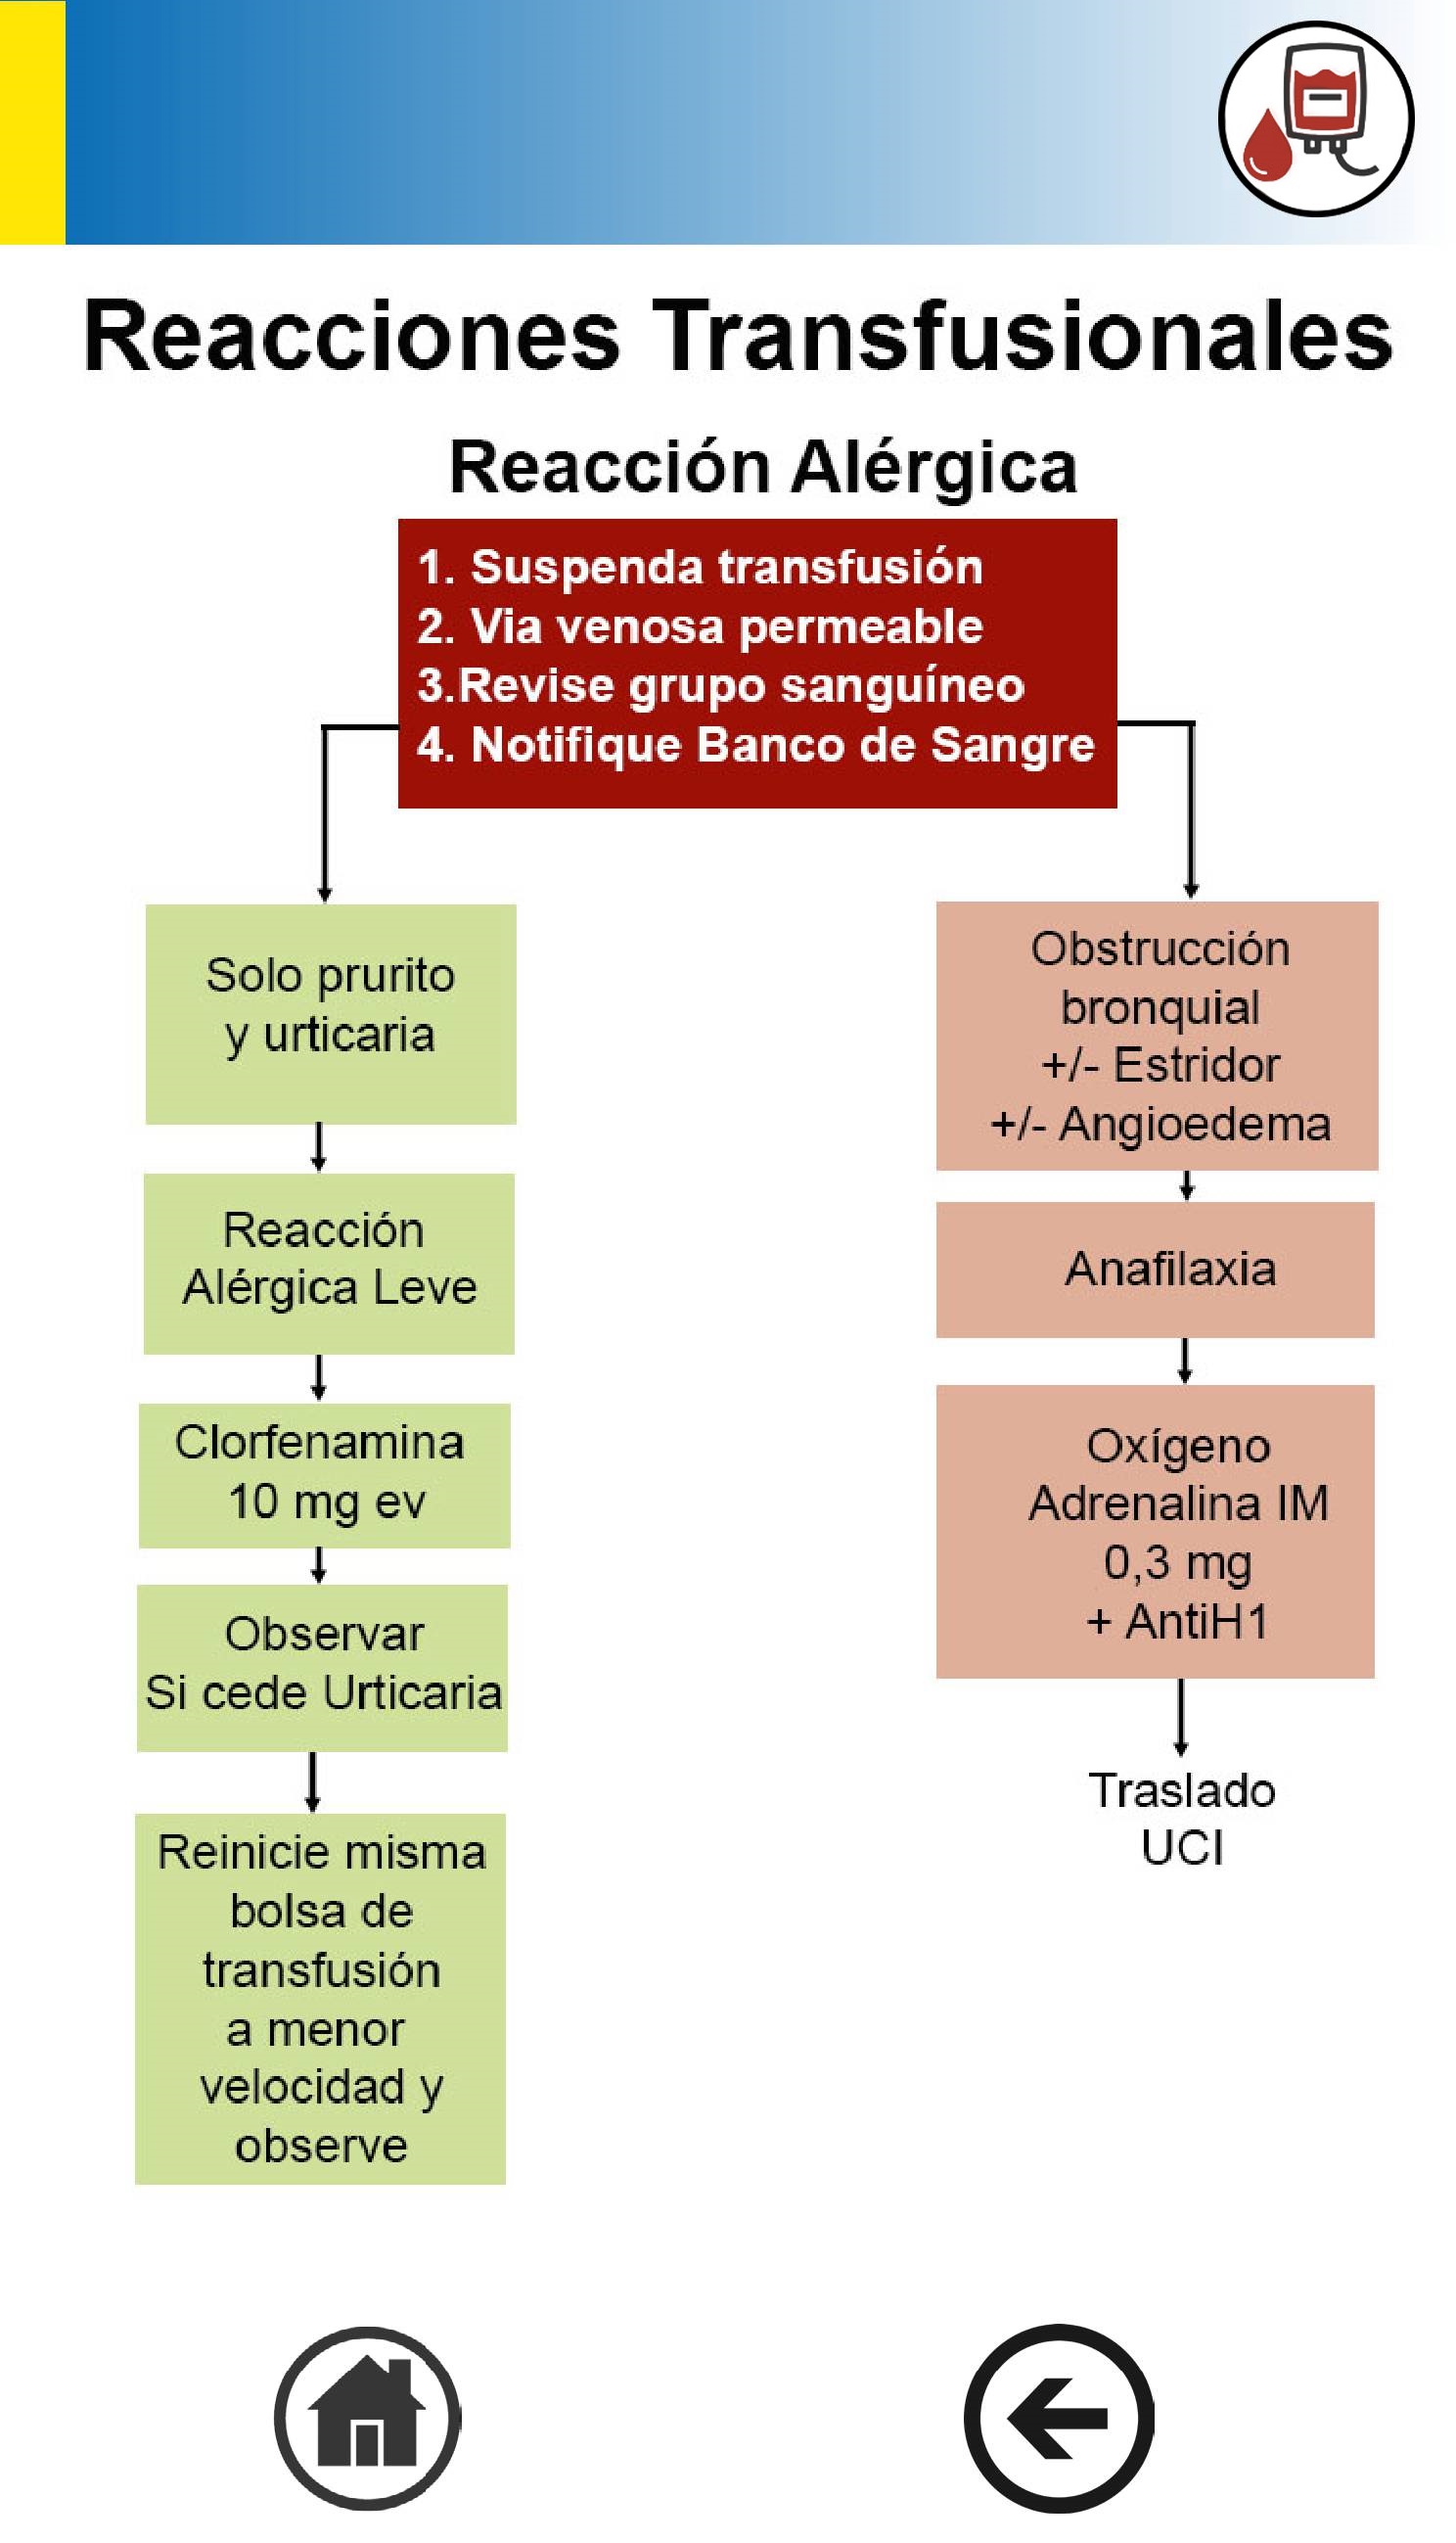 Reacciones Transfusionales
Reacción Alérgica
1. Suspenda transfusión
2. Via venosa permeable
3.Revise grupo sanguíneo
4. Notifique Banco de Sangre
Solo prurito
y urticaria
Reacción
Alérgica Leve
Clorfenamina
10 mg ev
Observar
Si cede Urticaria
Reinicie misma
bolsa de
transfusión
a menor
velocidad y
observe
Obstrucción
bronquial
+/- Estridor
+/- Angioedema
Anafilaxia
Oxígeno
Adrenalina IM
0,3 mg
+ AntiH1
Traslado
UCI